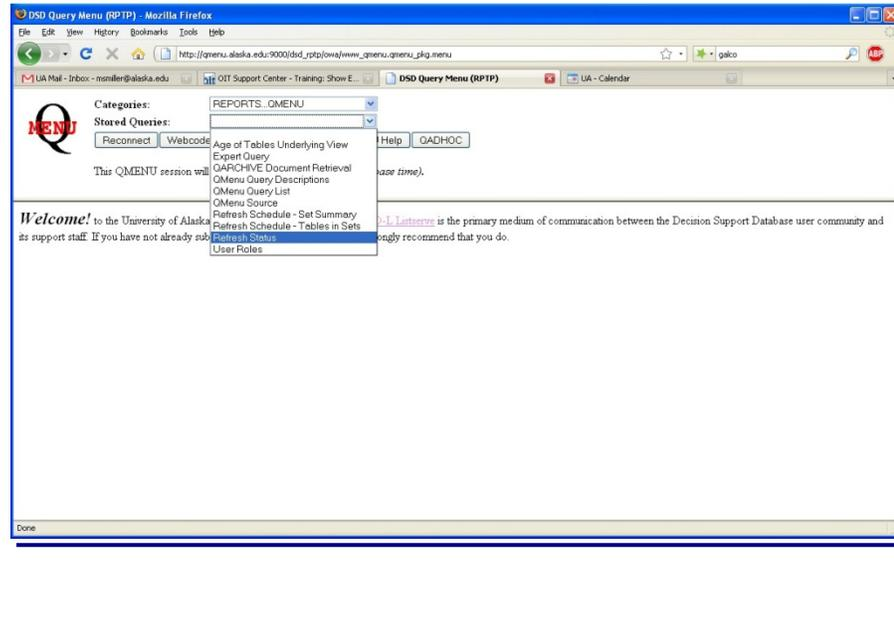 DSD Query Menu (RPTP) - Mozilla Firefox
File Edit View History Bookmarks Tools Help
http://qmenu.alaska.edu:9000/dsd_rptp/owa/www_qmenu.qmenu_pkg.menu
galco
ABP
UA Mail - Inbox - msmiller@alaska.edu
OIT Support Center - Training: Show E...
DSD Query Menu (RPTP)
UA - Calendar
Q MENU
Categories: REPORTS...QMENU
Stored Queries:
Reconnect Webcode Help QADHOC
Age of Tables Underlying View
Expert Query
QARCHIVE Document Retrieval
QMenu Query Descriptions
QMenu Query List
QMenu Source
Refresh Schedule - Set Summary
Refresh Schedule - Tables in Sets
Refresh Status
User Roles
This QMENU session will ase time).
Welcome! to the University of Alaska -L Listserve is the primary medium of communication between the Decision Support Database user community and
its support staff. If you have not already sub ongly recommend that you do.
Done